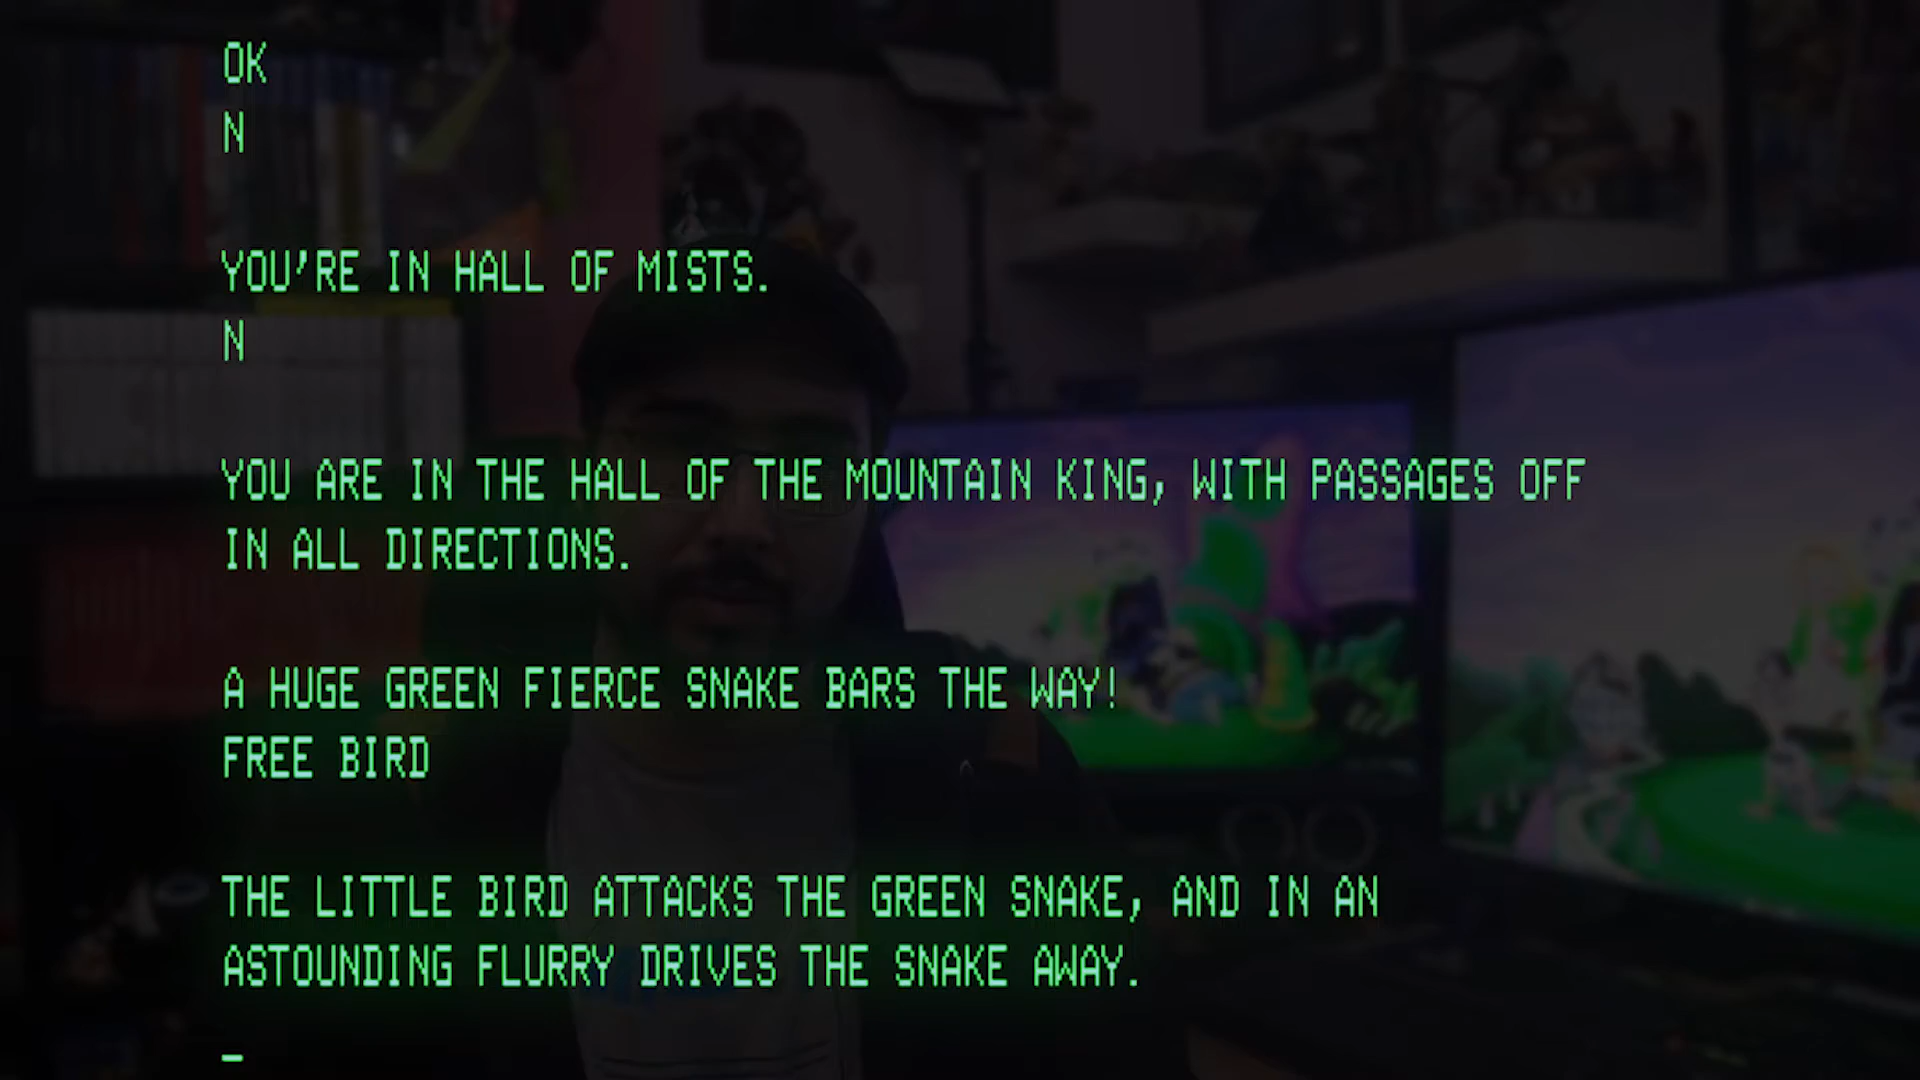 OK
N
YOU'RE IN HALL OF MISTS.
N
YOU ARE IN THE HALL OF THE MOUNTAIN KING, WITH PASSAGES OFF
IN ALL DIRECTIONS.
A HUGE GREEN FIERCE SNAKE BARS THE WAY!
FREE BIRD
THE LITTLE BIRD ATTACKS THE GREEN SNAKE, AND IN AN
ASTOUNDING FLURRY DRIVES THE SNAKE AWAY.